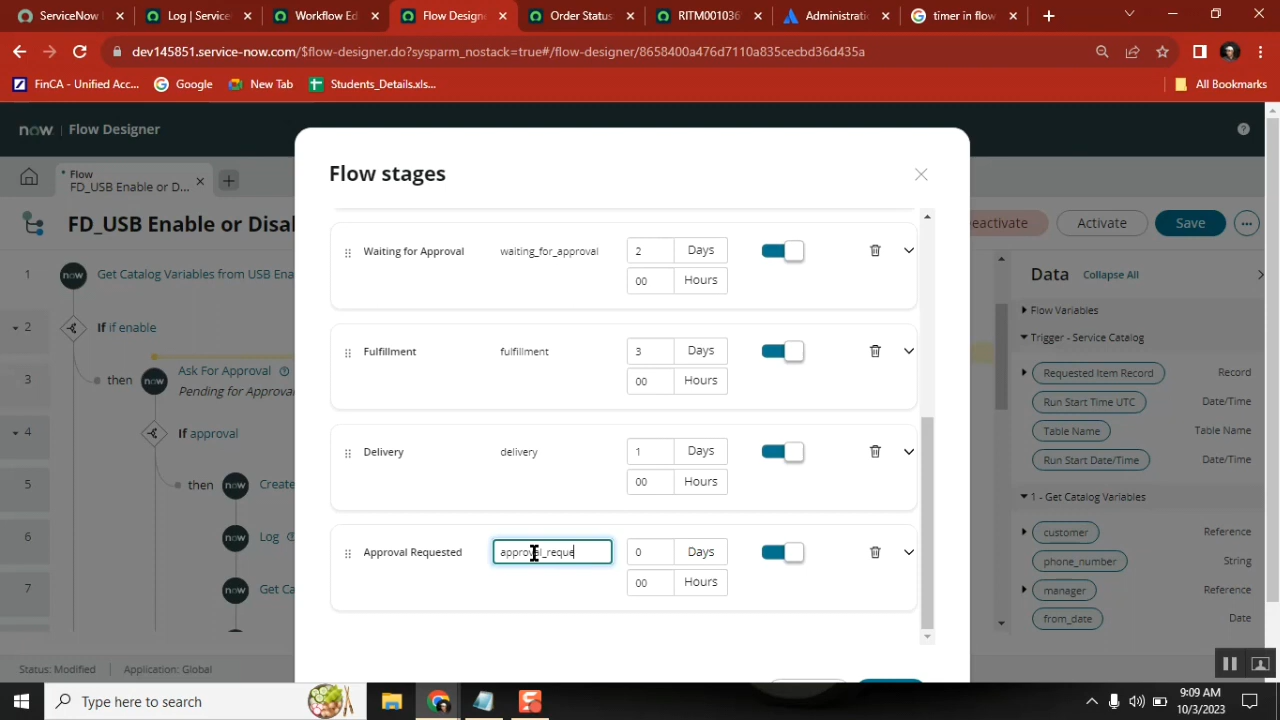 ServiceNow
Log | Service
Workflow Ed
Flow Design
Order Status
RITM001036
Administrati
timer in flow
dev145851.service-now.com/$flow-designer.do?sysparm_nostack=true#/flow-designer/8658400a476d7110a835cecbd36d435a
FinCA - Unified Acc...
Google
New Tab
Students_Details.xls...
All Bookmarks
now
Flow Designer
* Flow
FD_USB Enable or D...
FD_USB Enable or Disa
eactivate
Activate
Save
Flow stages
Waiting for Approval
waiting_for_approval
2
Days
00
Hours
Fulfillment
fulfillment
3
Days
00
Hours
Delivery
delivery
1
Days
00
Hours
Approval Requested
approval_reque
0
Days
00
Hours
1
now
Get Catalog Variables from USB Ena
2
If if enable
3
then
now
Ask For Approval
Pending for Approva
4
If approval
5
then
now
Create
6
now
Log
7
now
Get Ca
Data
Collapse All
Flow Variables
Trigger - Service Catalog
Requested Item Record
Record
Run Start Time UTC
Date/Time
Table Name
Table Name
Run Start Date/Time
Date/Time
1 - Get Catalog Variables
customer
Reference
phone_number
String
manager
Reference
from_date
Date
Status: Modified
Application: Global
Type here to search
9:09 AM
10/3/2023